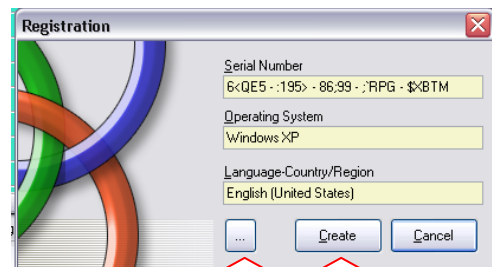 Registration
Serial Number
6<QE5 - :195> - 86;99 - ;`RPG - $XBTM
Operating System
Windows XP
Language-Country/Region
English (United States)
... Create Cancel